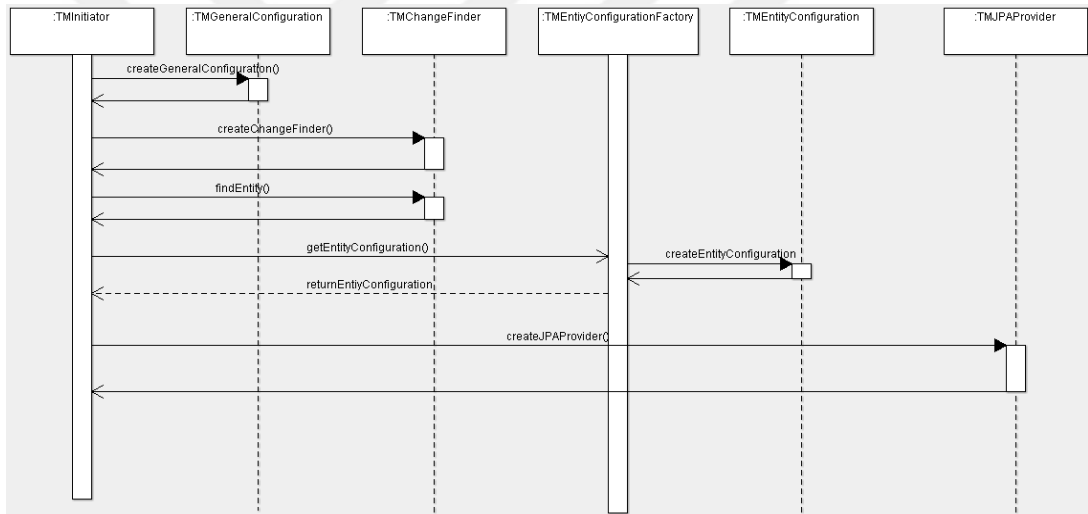 :TMInitiator
:TMGeneralConfiguration
:TMChangeFinder
:TMEntiyConfigurationFactory
:TMEntityConfiguration
:TMJPAProvider
createGeneralConfiguration()
createChangeFinder()
findEntity()
getEntityConfiguration()
createEntityConfiguration
returnEntiyConfiguration
createJPAProvider()